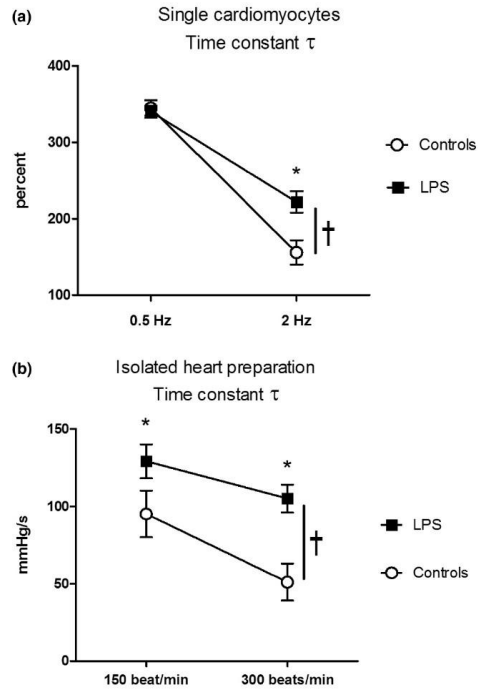 (a)
Single cardiomyocytes
Time constant τ
400
300
200
100
percent
*
†
Controls
LPS
0.5 Hz
2 Hz
(b)
Isolated heart preparation
Time constant τ
150
100
50
0
mmHg/s
*
*
†
LPS
Controls
150 beat/min
300 beats/min